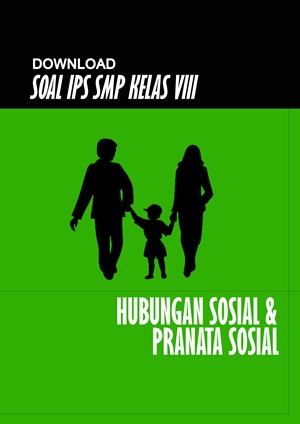 DOWNLOAD
SOAL IPS SMP KELAS VIII
HUBUNGAN SOSIAL &
PRANATA SOSIAL